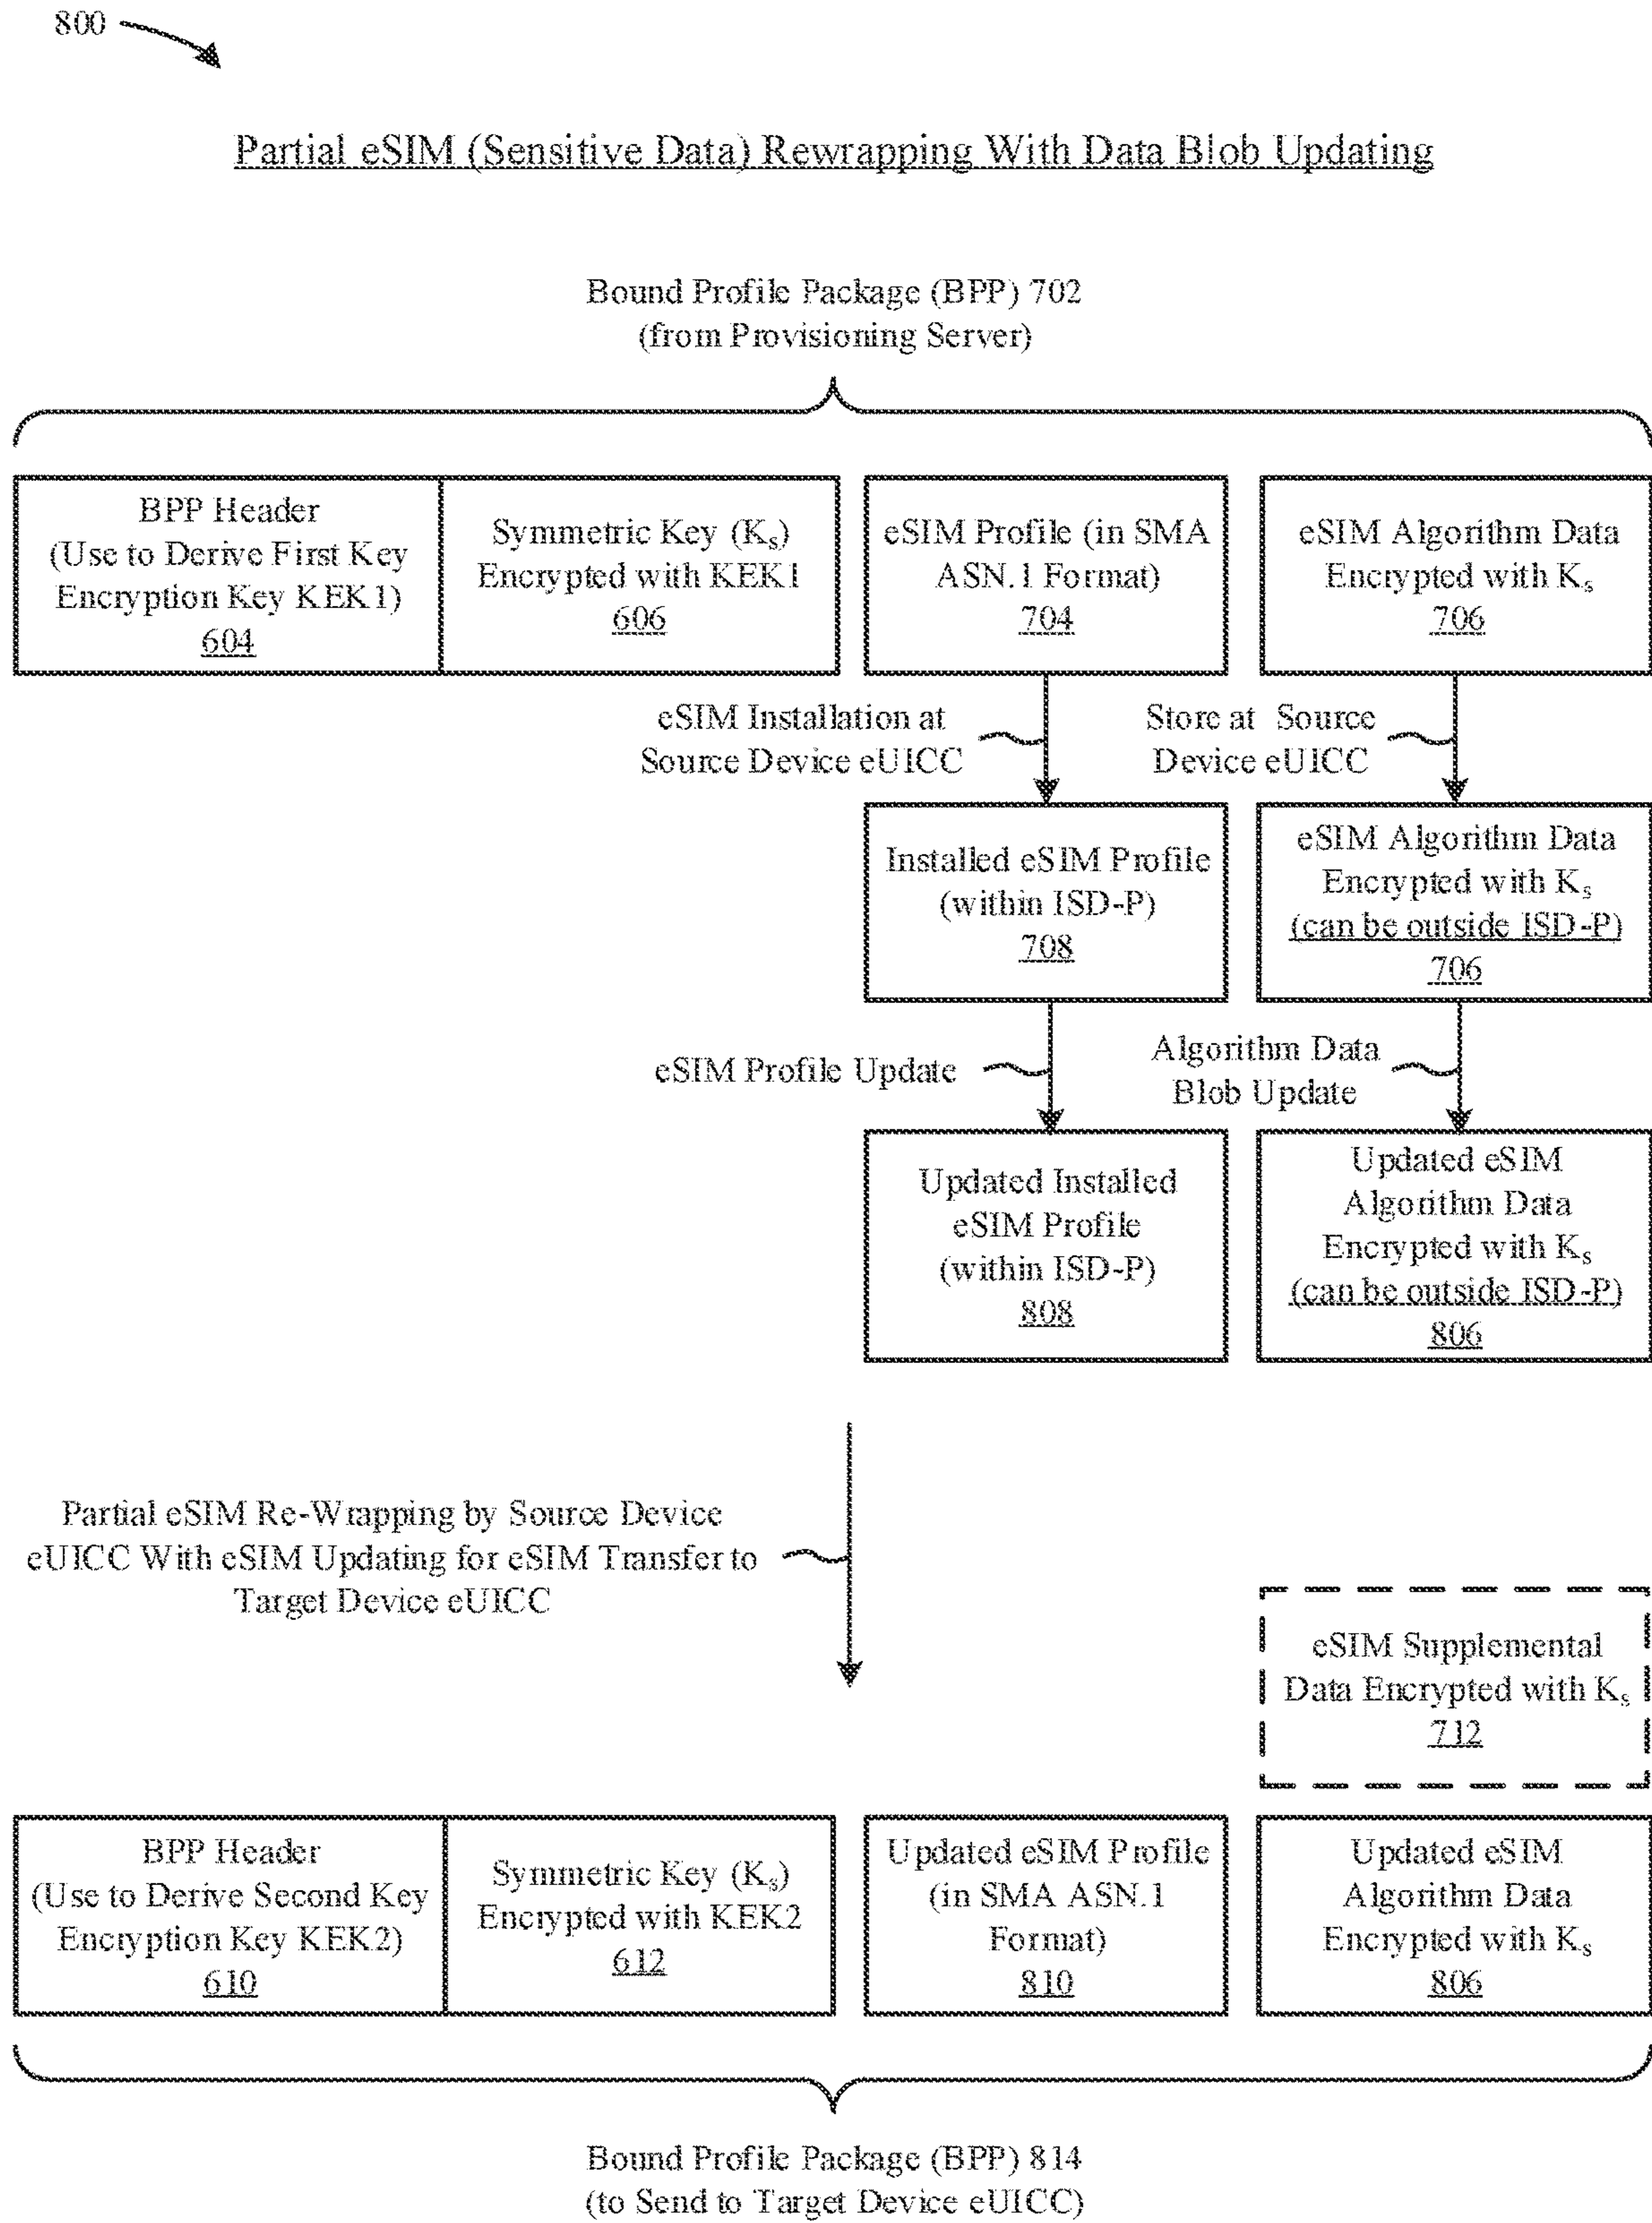 800
Partial eSIM (Sensitive Data) Rewrapping With Data Blob Updating
Bound Profile Package (BPP) 702
(from Provisioning Server)
BPP Header
(Use to Derive First Key
Encryption Key KEK1)
604
Symmetric Key (Ks)
Encrypted with KEK1
606
eSIM Profile (in SMA
ASN.1 Format)
704
eSIM Algorithm Data
Encrypted with Ks
706
eSIM Installation at
Source Device eUICC
Store at Source
Device eUICC
Installed eSIM Profile
(within ISD-P)
708
eSIM Algorithm Data
Encrypted with Ks
(can be outside ISD-P)
706
eSIM Profile Update
Algorithm Data
Blob Update
Updated Installed
eSIM Profile
(within ISD-P)
808
Updated eSIM
Algorithm Data
Encrypted with Ks
(can be outside ISD-P)
806
Partial eSIM Re-Wrapping by Source Device
eUICC With eSIM Updating for eSIM Transfer to
Target Device eUICC
eSIM Supplemental
Data Encrypted with Ks
712
BPP Header
(Use to Derive Second Key
Encryption Key KEK2)
610
Symmetric Key (Ks)
Encrypted with KEK2
612
Updated eSIM Profile
(in SMA ASN.1
Format)
810
Updated eSIM
Algorithm Data
Encrypted with Ks
806
Bound Profile Package (BPP) 814
(to Send to Target Device eUICC)